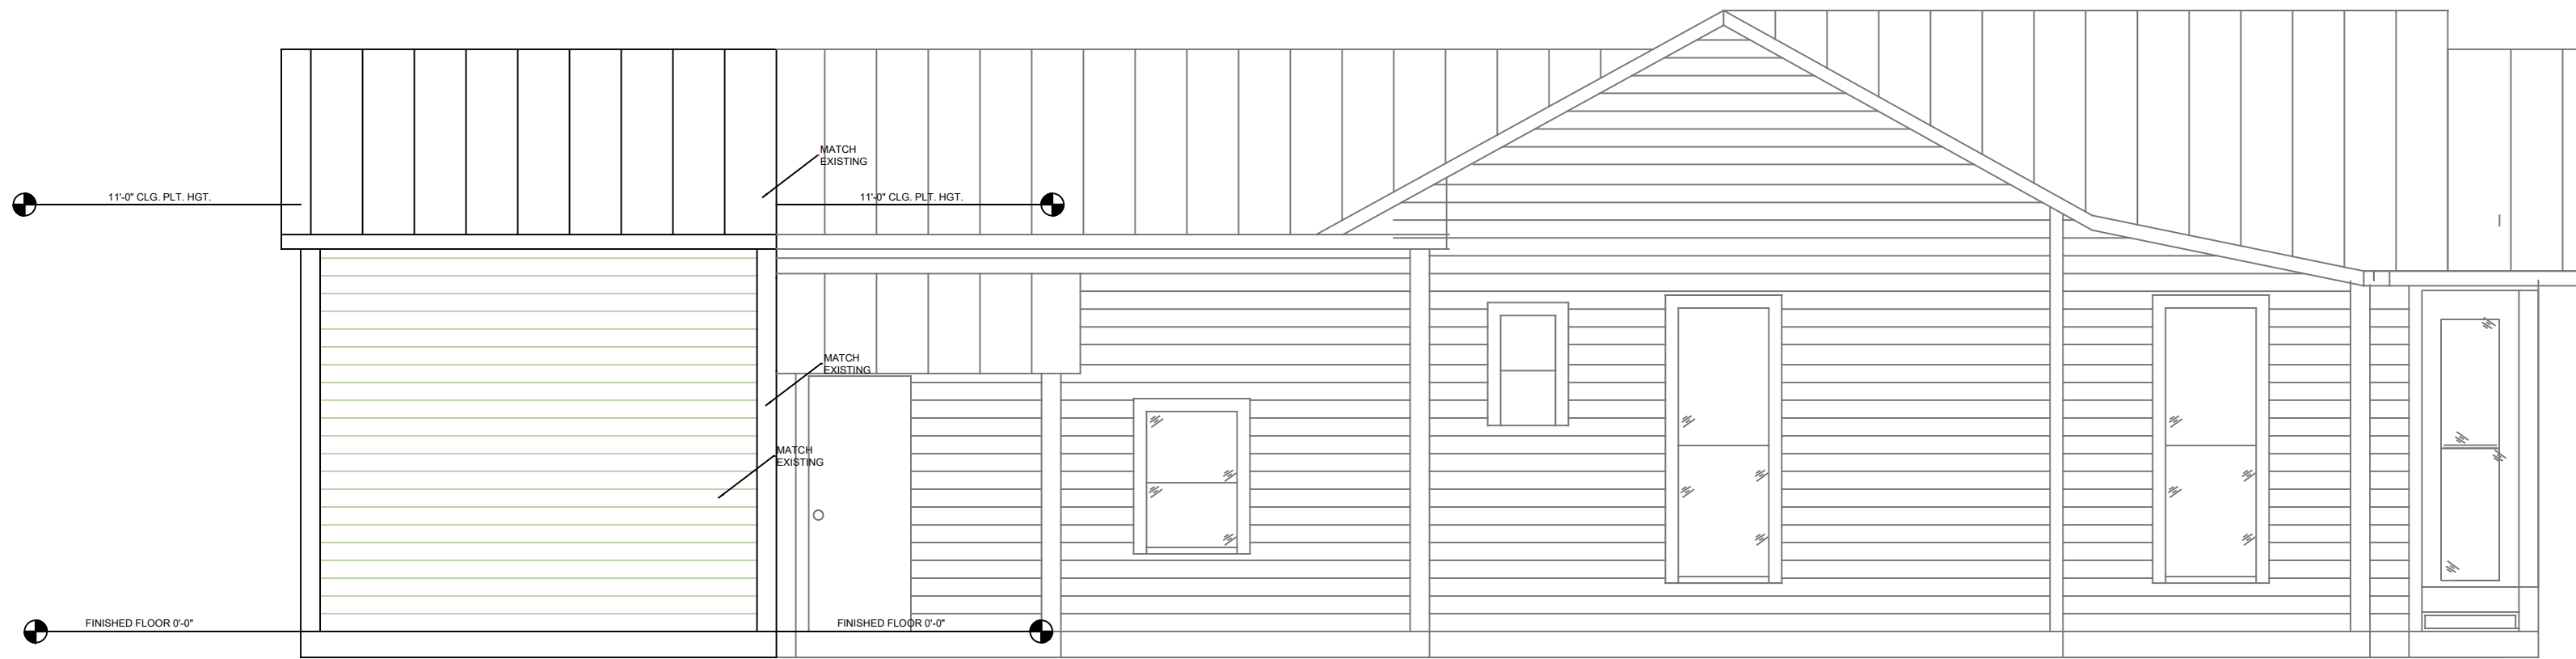 MATCH
EXISTING
11'-0" CLG. PLT. HGT.
11'-0" CLG. PLT. HGT.
MATCH
EXISTING
MATCH
EXISTING
FINISHED FLOOR 0'-0"
FINISHED FLOOR 0'-0"